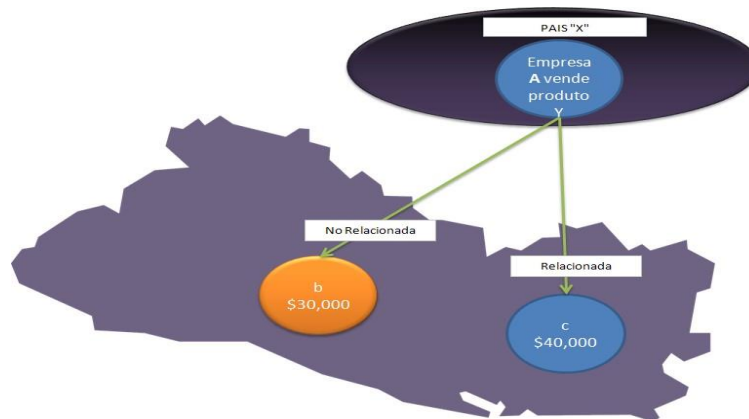 PAIS "X"
Empresa
A vende
produto
Y
No Relacionada
Relacionada
b
$30,000
c
$40,000